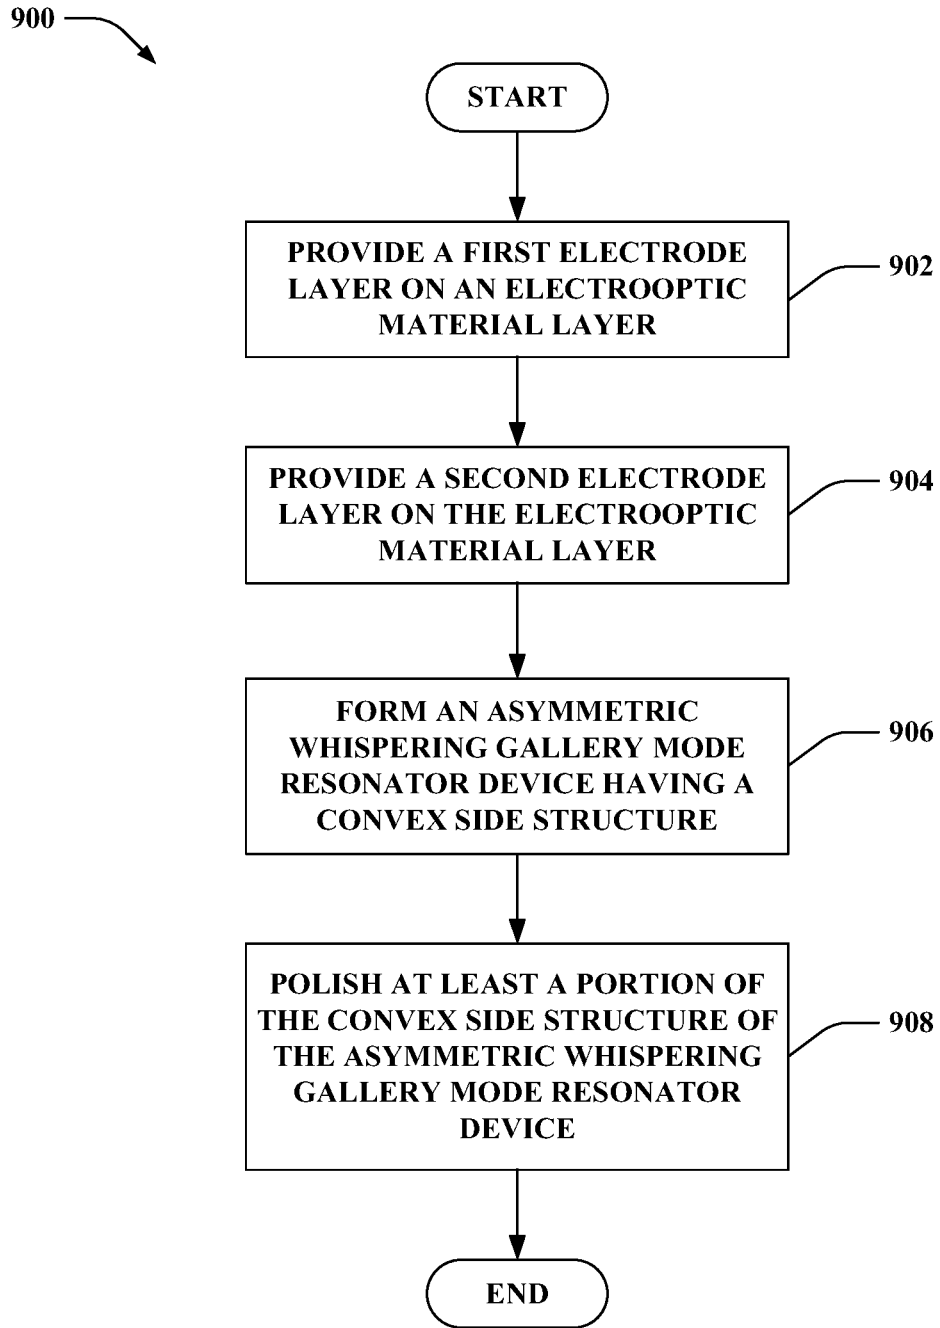 900
START
PROVIDE A FIRST ELECTRODE
LAYER ON AN ELECTROOPTIC
MATERIAL LAYER
902
PROVIDE A SECOND ELECTRODE
LAYER ON THE ELECTROOPTIC
MATERIAL LAYER
904
FORM AN ASYMMETRIC
WHISPERING GALLERY MODE
RESONATOR DEVICE HAVING A
CONVEX SIDE STRUCTURE
906
POLISH AT LEAST A PORTION OF
THE CONVEX SIDE STRUCTURE OF
THE ASYMMETRIC WHISPERING
GALLERY MODE RESONATOR
DEVICE
908
END